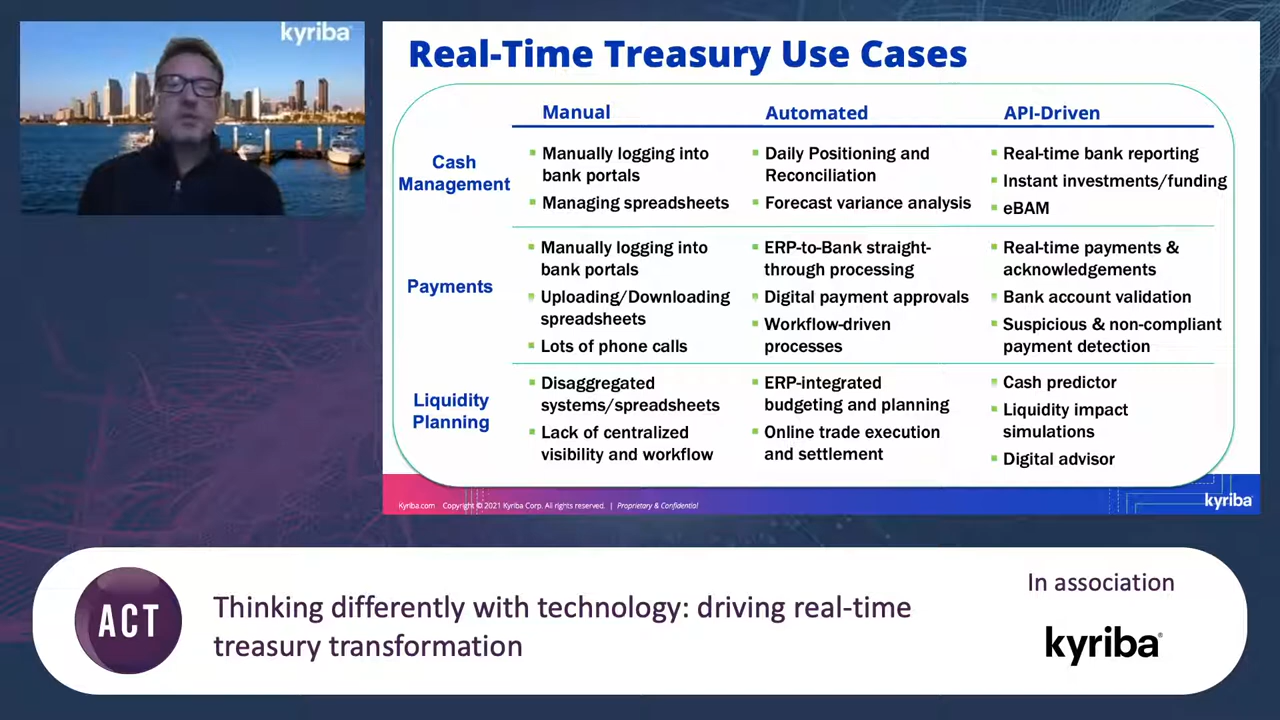 kyriba
Real-Time Treasury Use Cases
Manual
Automated
API-Driven
Cash
Management
▪ Manually logging into
bank portals
▪ Managing spreadsheets
▪ Daily Positioning and
Reconciliation
▪ Forecast variance analysis
▪ Real-time bank reporting
▪ Instant investments/funding
▪ eBAM
Payments
▪ Manually logging into
bank portals
▪ Uploading/Downloading
spreadsheets
▪ Lots of phone calls
▪ ERP-to-Bank straight-
through processing
▪ Digital payment approvals
▪ Workflow-driven
processes
▪ Real-time payments &
acknowledgements
▪ Bank account validation
▪ Suspicious & non-compliant
payment detection
Liquidity
Planning
▪ Disaggregated
systems/spreadsheets
▪ Lack of centralized
visibility and workflow
▪ ERP-integrated
budgeting and planning
▪ Online trade execution
and settlement
▪ Cash predictor
▪ Liquidity impact
simulations
▪ Digital advisor
Kyriba.com Copyright © 2021 Kyriba Corp. All rights reserved. | Proprietary & Confidential
kyriba
ACT
Thinking differently with technology: driving real-time
treasury transformation
In association
kyriba